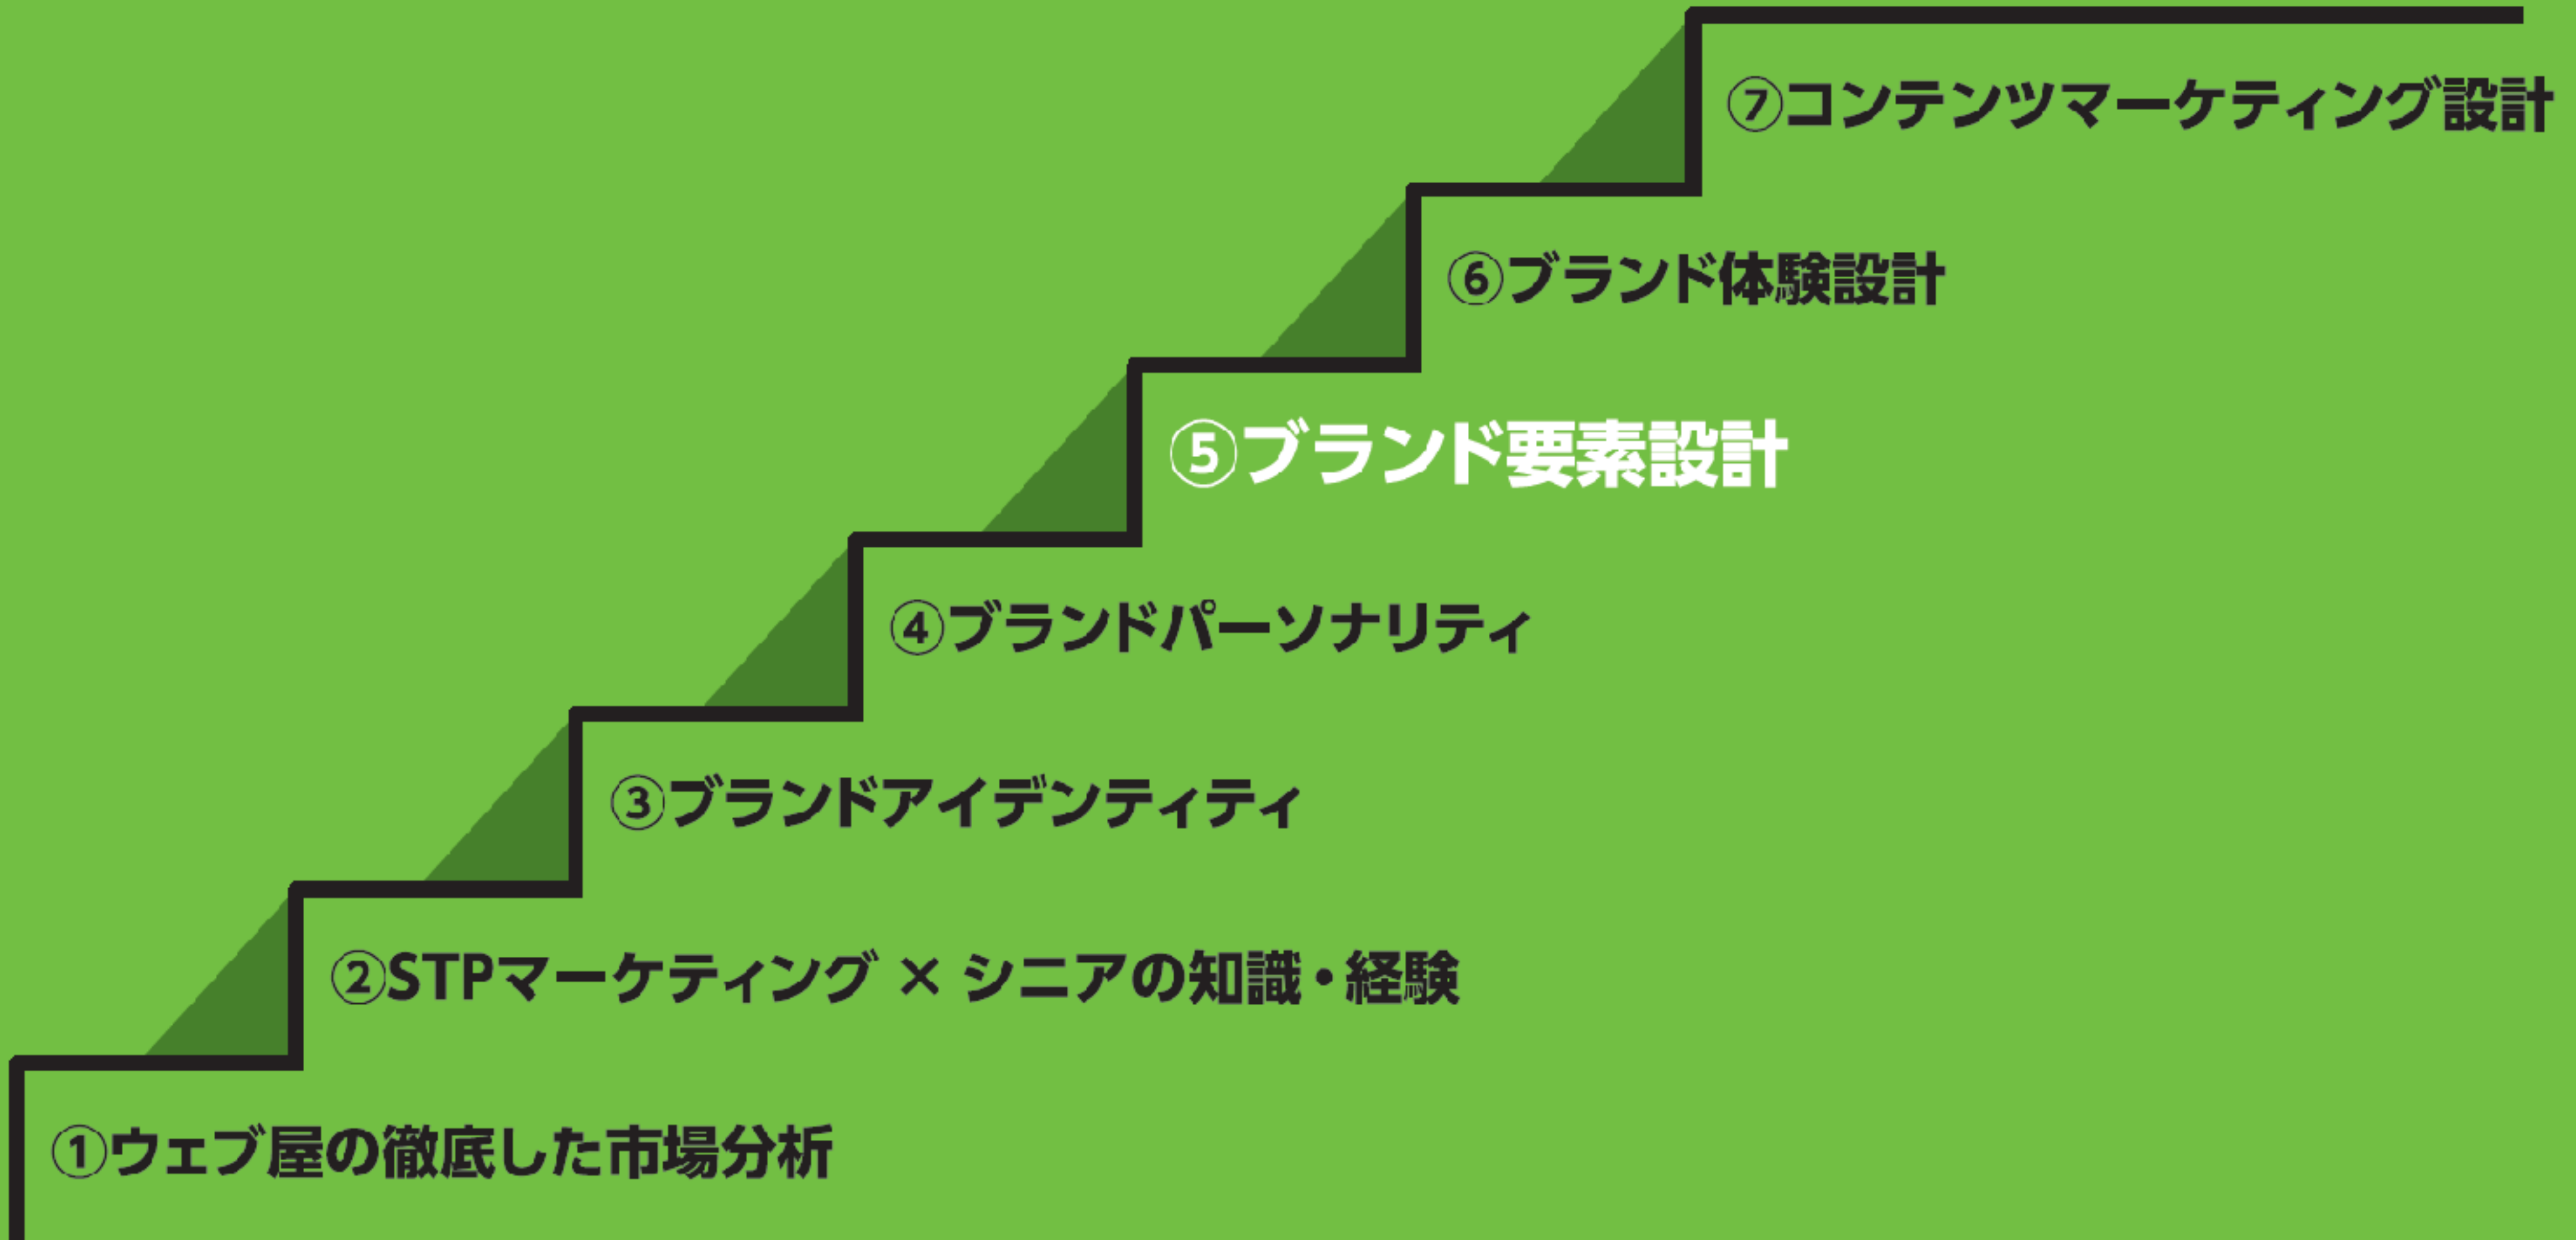 ⑦コンテンツマーケティング設計
⑥ブランド体験設計
⑤ブランド要素設計
④ブランドパーソナリティ
③ブランドアイデンティティ
②STPマーケティング × シニアの知識・経験
①ウェブ屋の徹底した市場分析